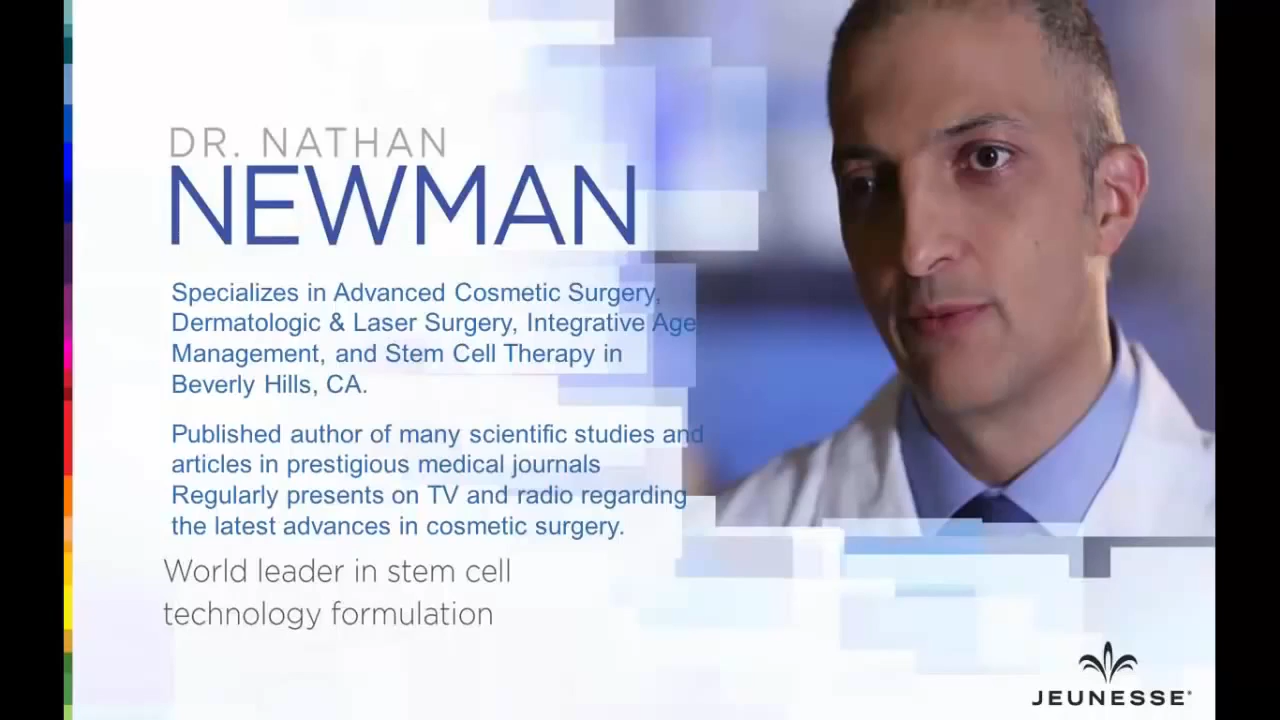 DR. NATHAN
NEWMAN
Specializes in Advanced Cosmetic Surgery,
Dermatologic & Laser Surgery, Integrative Age
Management, and Stem Cell Therapy in
Beverly Hills, CA.
Published author of many scientific studies and
articles in prestigious medical journals
Regularly presents on TV and radio regarding
the latest advances in cosmetic surgery.
World leader in stem cell
technology formulation
JEUNESSE®